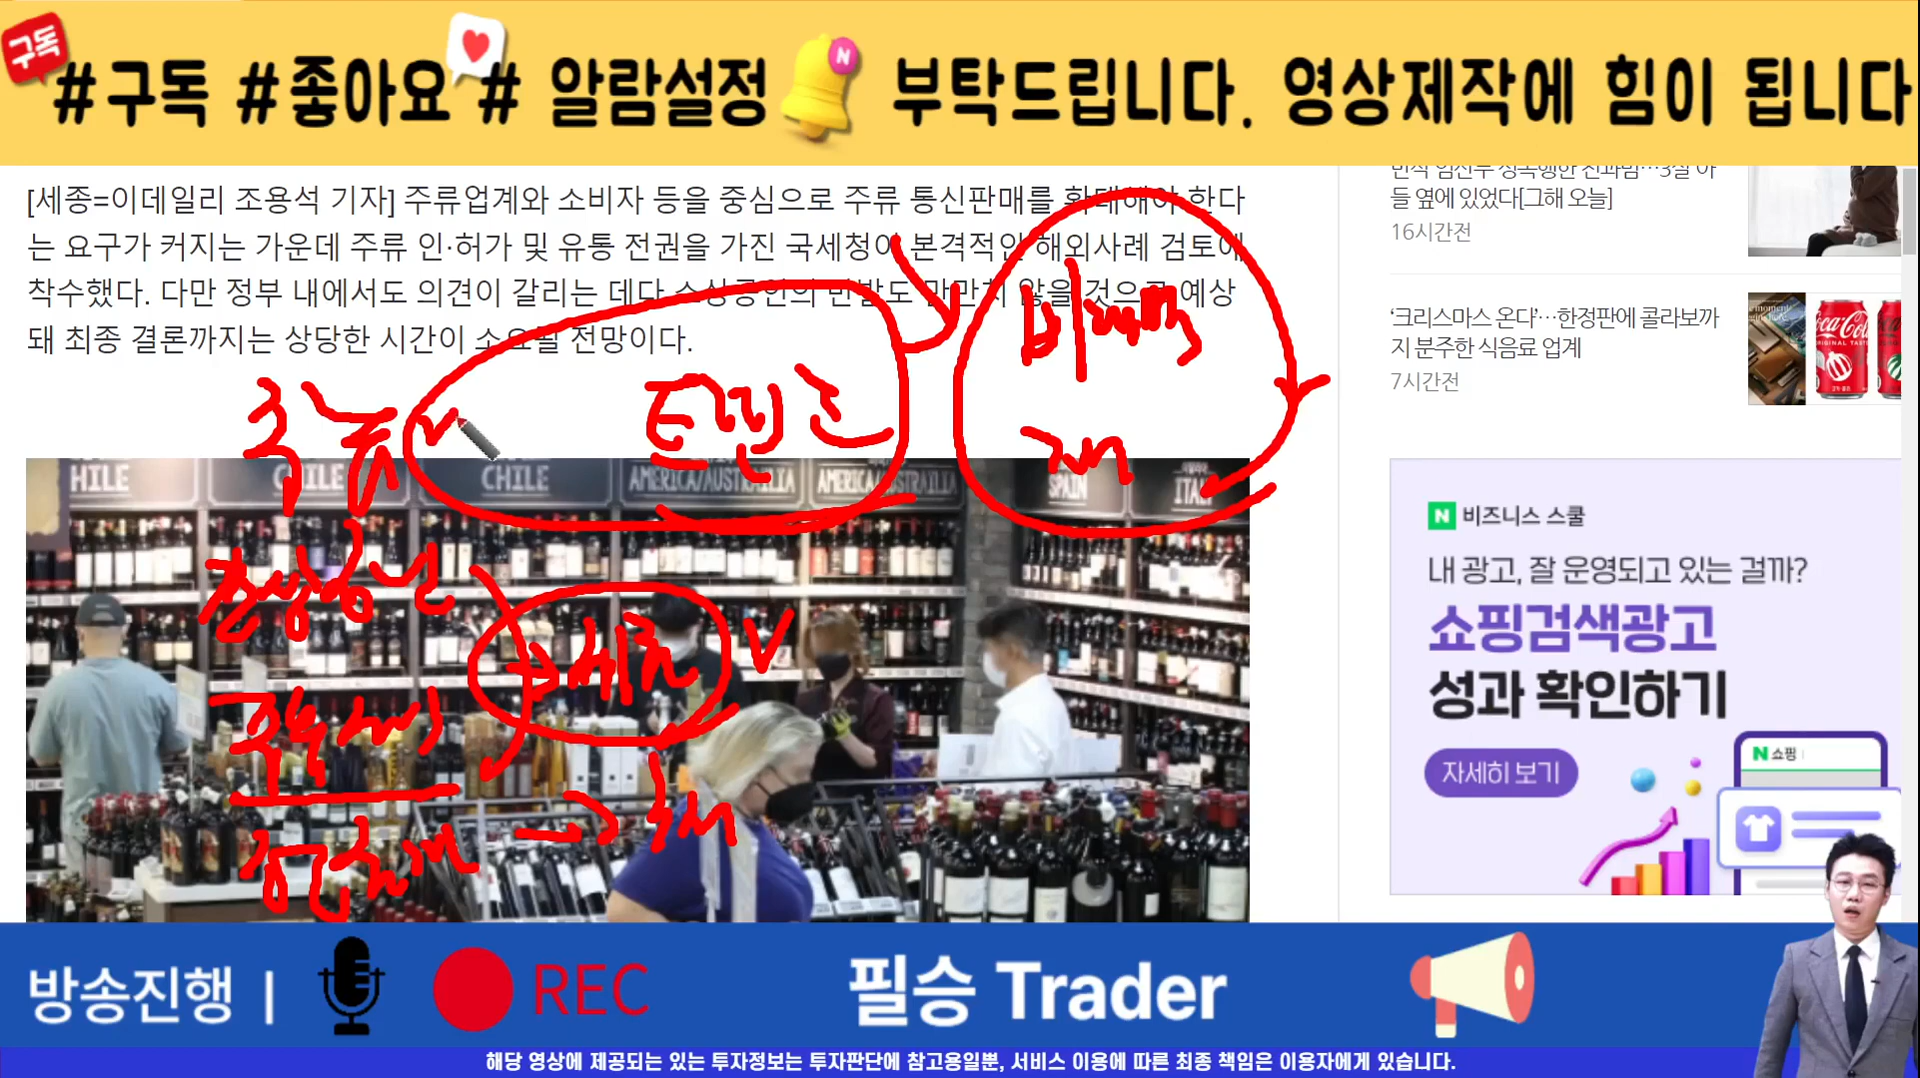 구독
#구독 #좋아요 # 알람설정 N 부탁드립니다. 영상제작에 힘이 됩니다
[세종=이데일리 조용석 기자] 주류업계와 소비자 등을 중심으로 주류 통신판매를 확대해야 한다
는 요구가 커지는 가운데 주류 인·허가 및 유통 전권을 가진 국세청이 본격적인 해외사례 검토에
착수했다. 다만 정부 내에서도 의견이 갈리는 데다 소상공인의 반발도 만만치 않을 것으로 예상
돼 최종 결론까지는 상당한 시간이 소요될 전망이다.
들 옆에 있었다[그해 오늘]
16시간전
'크리스마스 온다'…한정판에 콜라보까
지 분주한 식음료 업계
7시간전
Coca-Cola
ORIGINAL TASTE
CHILE
CHILE
CHILE
AMERICA/AUSTRAILIA
AMERICA/AUSTRAILIA
SPAIN
ITALY
N 비즈니스 스쿨
내 광고, 잘 운영되고 있는 걸까?
쇼핑검색광고
성과 확인하기
자세히 보기
N 쇼핑
방송진행 |
REC
필승 Trader
해당 영상에 제공되는 있는 투자정보는 투자판단에 참고용일뿐, 서비스 이용에 따른 최종 책임은 이용자에게 있습니다.